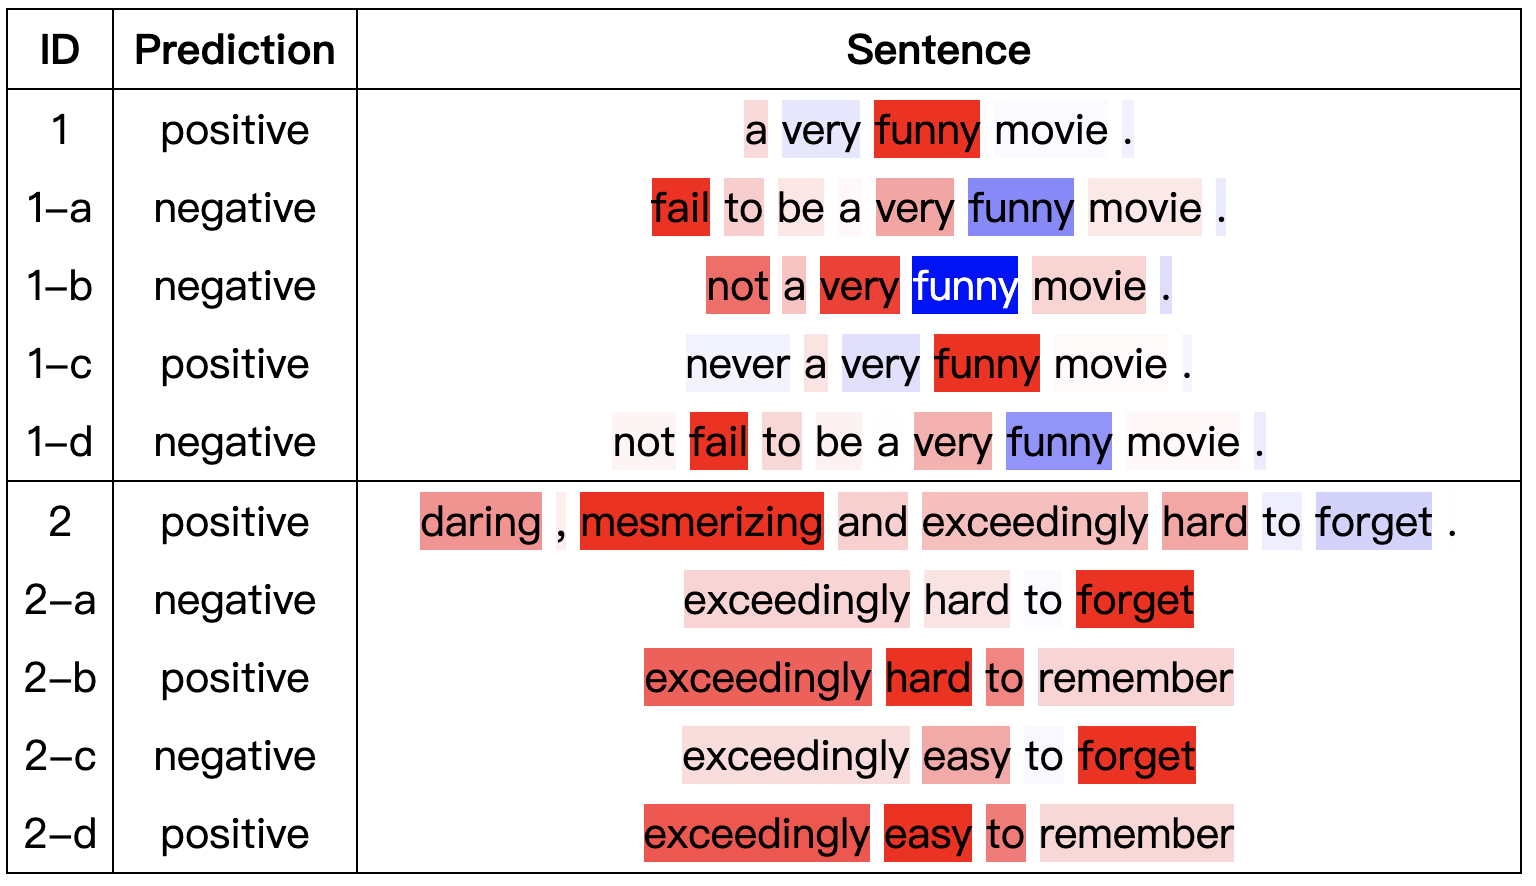 ID Prediction Sentence
1 positive a very funny movie .
1-a negative fail to be a very funny movie .
1-b negative not a very funny movie .
1-c positive never a very funny movie .
1-d negative not fail to be a very funny movie .
2 positive daring , mesmerizing and exceedingly hard to forget .
2-a negative exceedingly hard to forget
2-b positive exceedingly hard to remember
2-c negative exceedingly easy to forget
2-d positive exceedingly easy to remember